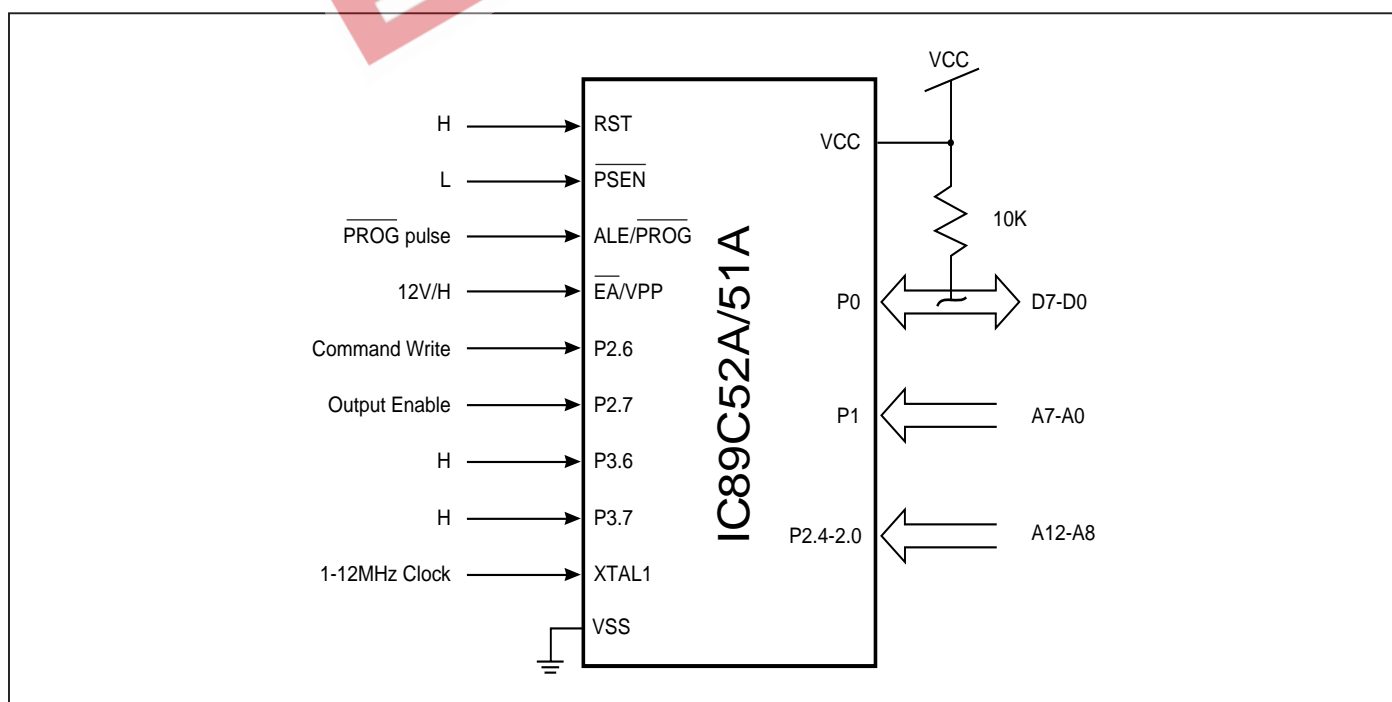 H RST
L PSEN
PROG pulse ALE/PROG
12V/H EA/VPP
Command Write P2.6
Output Enable P2.7
H P3.6
H P3.7
1-12MHz Clock XTAL1
VSS
IC89C52A/51A
VCC
VCC
10K
P0 D7-D0
P1 A7-A0
P2.4-2.0 A12-A8